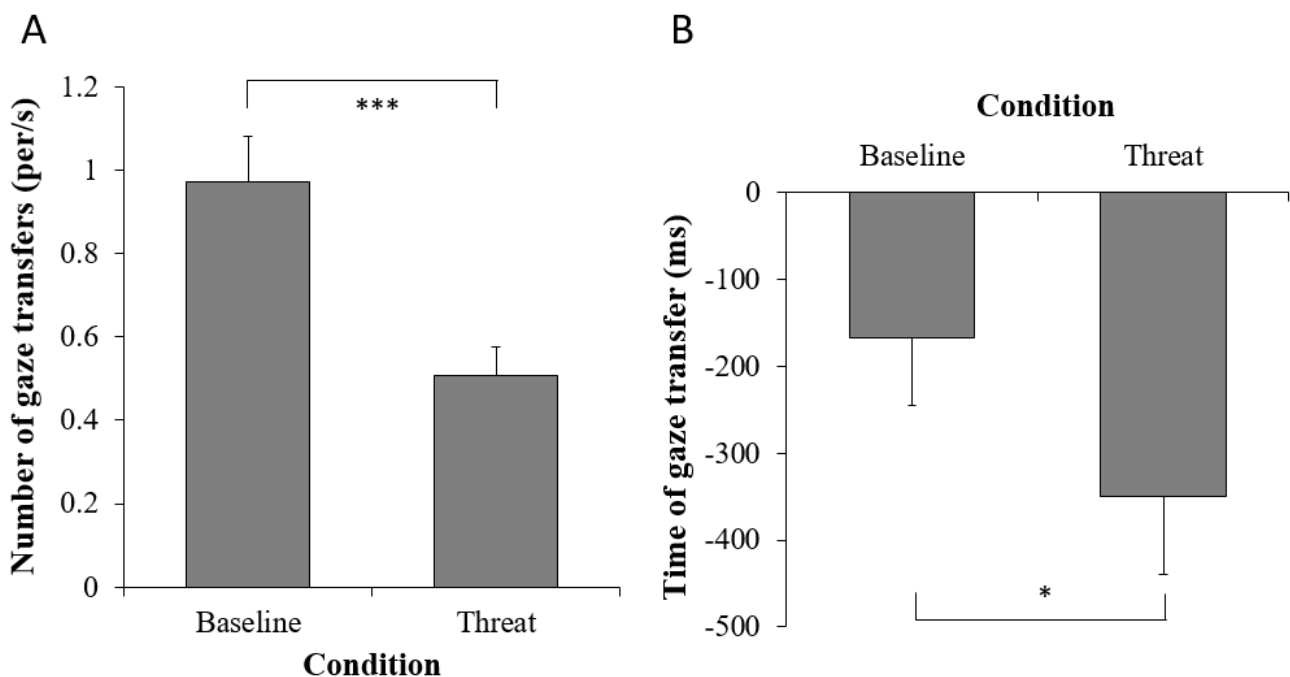 A
Number of gaze transfers (per/s)
1.2
1
0.8
0.6
0.4
0.2
0
***
Baseline Threat
Condition
B
Condition
Baseline Threat
Time of gaze transfer (ms)
0
-100
-200
-300
-400
-500
*